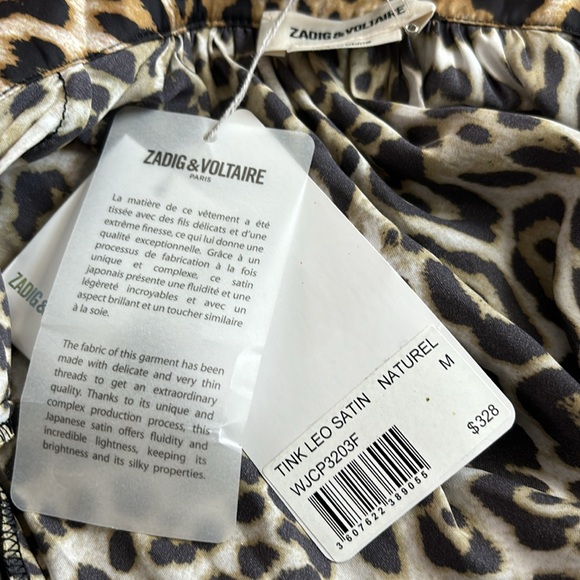 ZADIG&VOLTAIRE
ZADIG&VOLTAIRE
PARIS
La matière de ce vêtement a été
tissée avec des fils délicats et d'une
extrême finesse, ce qui lui donne une
qualité exceptionnelle. Grâce à un
processus de fabrication à la fois
unique et complexe, ce satin
japonais présente une fluidité et une
légèreté incroyables et avec un
aspect brillant et un toucher similaire
à la soie.
The fabric of this garment has been
made with delicate and very thin
threads to get an extraordinary
quality. Thanks to its unique and
complex production process, this
Japanese satin offers fluidity and
incredible lightness, keeping its
brightness and its silky properties.
ZADIG&
TINK LEO SATIN NATUREL
WJCP3203F M
3607622389055
$328